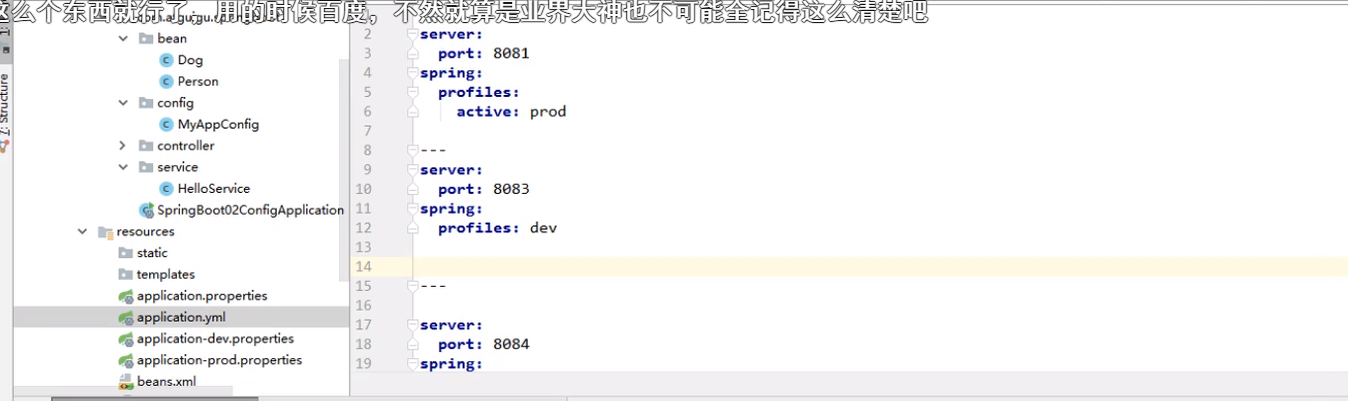 这么个东西就行了，用的时候百度，不然就算是业界大神也不可能全记得这么清楚吧
bean
Dog
Person
config
MyAppConfig
controller
service
HelloService
SpringBoot02ConfigApplication
resources
static
templates
application.properties
application.yml
application-dev.properties
application-prod.properties
beans.xml
Z: Structure
2 server:
3 port: 8081
4 spring:
5 profiles:
6 active: prod
7
8 ---
9 server:
10 port: 8083
11 spring:
12 profiles: dev
13
14
15 ---
16
17 server:
18 port: 8084
19 spring: